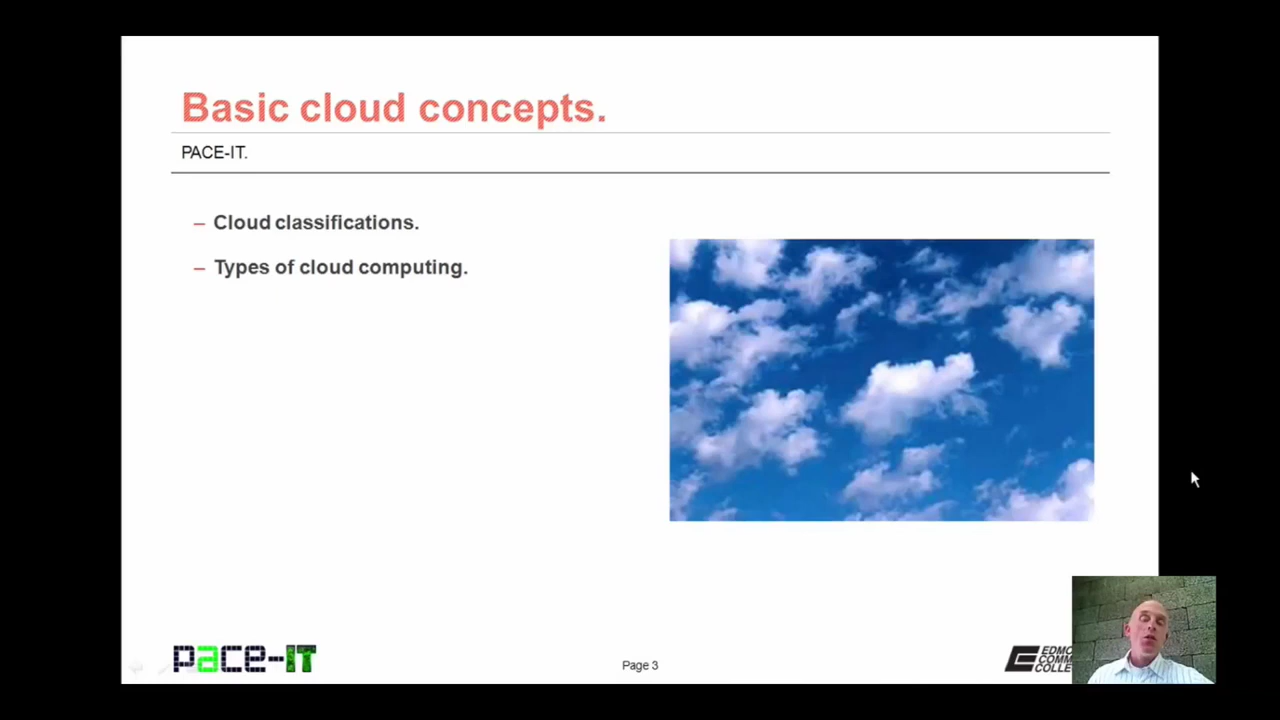 Basic cloud concepts.
PACE-IT.
– Cloud classifications.
– Types of cloud computing.
pace-IT
Page 3